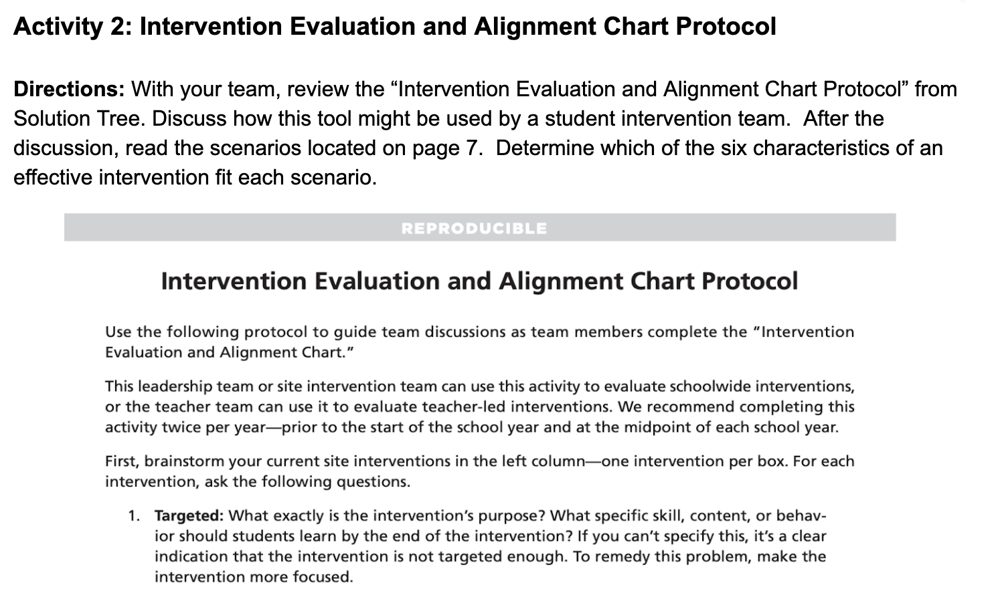 Activity 2: Intervention Evaluation and Alignment Chart Protocol
Directions: With your team, review the “Intervention Evaluation and Alignment Chart Protocol” from
Solution Tree. Discuss how this tool might be used by a student intervention team.  After the
discussion, read the scenarios located on page 7.  Determine which of the six characteristics of an
effective intervention fit each scenario.
REPRODUCIBLE
Intervention Evaluation and Alignment Chart Protocol
Use the following protocol to guide team discussions as team members complete the “Intervention
Evaluation and Alignment Chart.”
This leadership team or site intervention team can use this activity to evaluate schoolwide interventions,
or the teacher team can use it to evaluate teacher-led interventions. We recommend completing this
activity twice per year—prior to the start of the school year and at the midpoint of each school year.
First, brainstorm your current site interventions in the left column—one intervention per box. For each
intervention, ask the following questions.
1. Targeted: What exactly is the intervention’s purpose? What specific skill, content, or behav-
ior should students learn by the end of the intervention? If you can’t specify this, it’s a clear
indication that the intervention is not targeted enough. To remedy this problem, make the
intervention more focused.